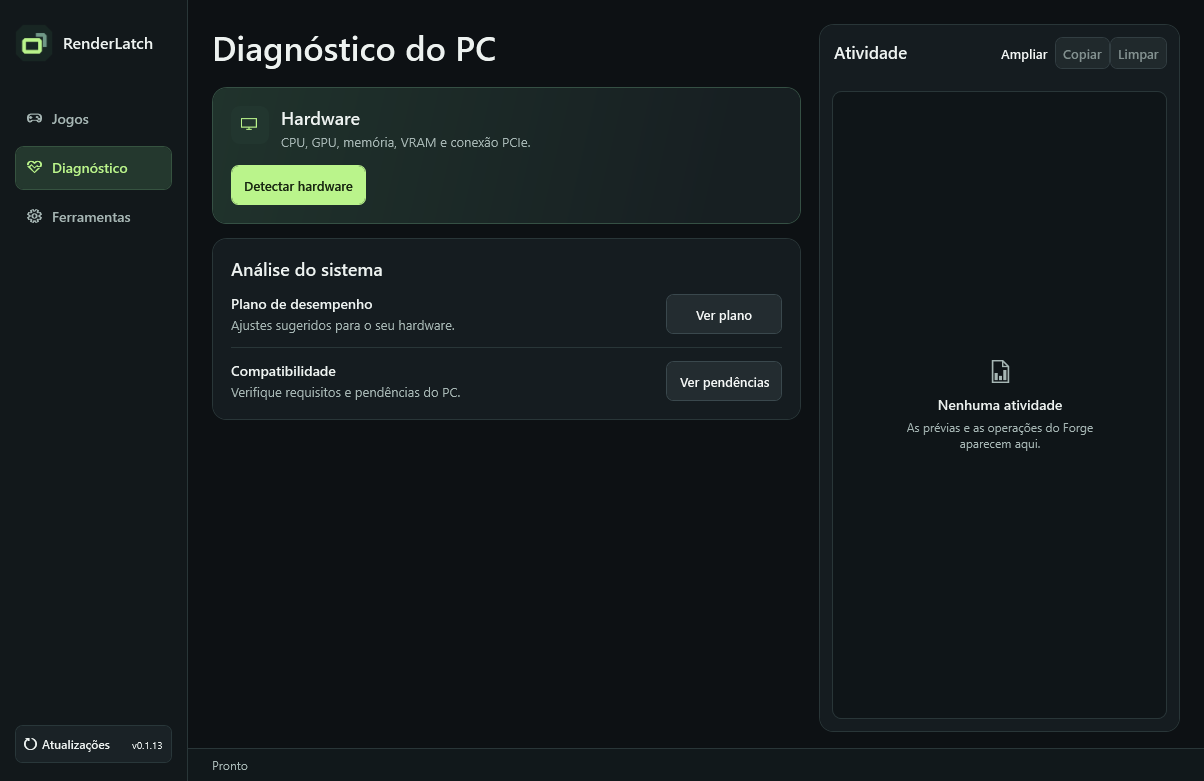 RenderLatch
Jogos
Diagnóstico
Ferramentas
Atualizações v0.1.13
Diagnóstico do PC
Hardware
CPU, GPU, memória, VRAM e conexão PCIe.
Detectar hardware
Análise do sistema
Plano de desempenho
Ajustes sugeridos para o seu hardware.
Ver plano
Compatibilidade
Verifique requisitos e pendências do PC.
Ver pendências
Atividade
Ampliar Copiar Limpar
Nenhuma atividade
As prévias e as operações do Forge
aparecem aqui.
Pronto